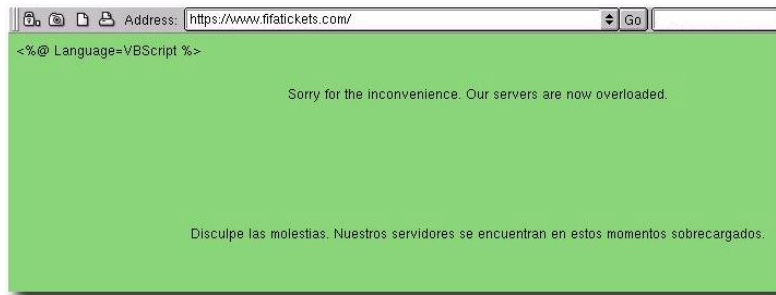 Address: https://www.fifatickets.com/ Go
<%@ Language=VBScript %>
Sorry for the inconvenience. Our servers are now overloaded.
Disculpe las molestias. Nuestros servidores se encuentran en estos momentos sobrecargados.